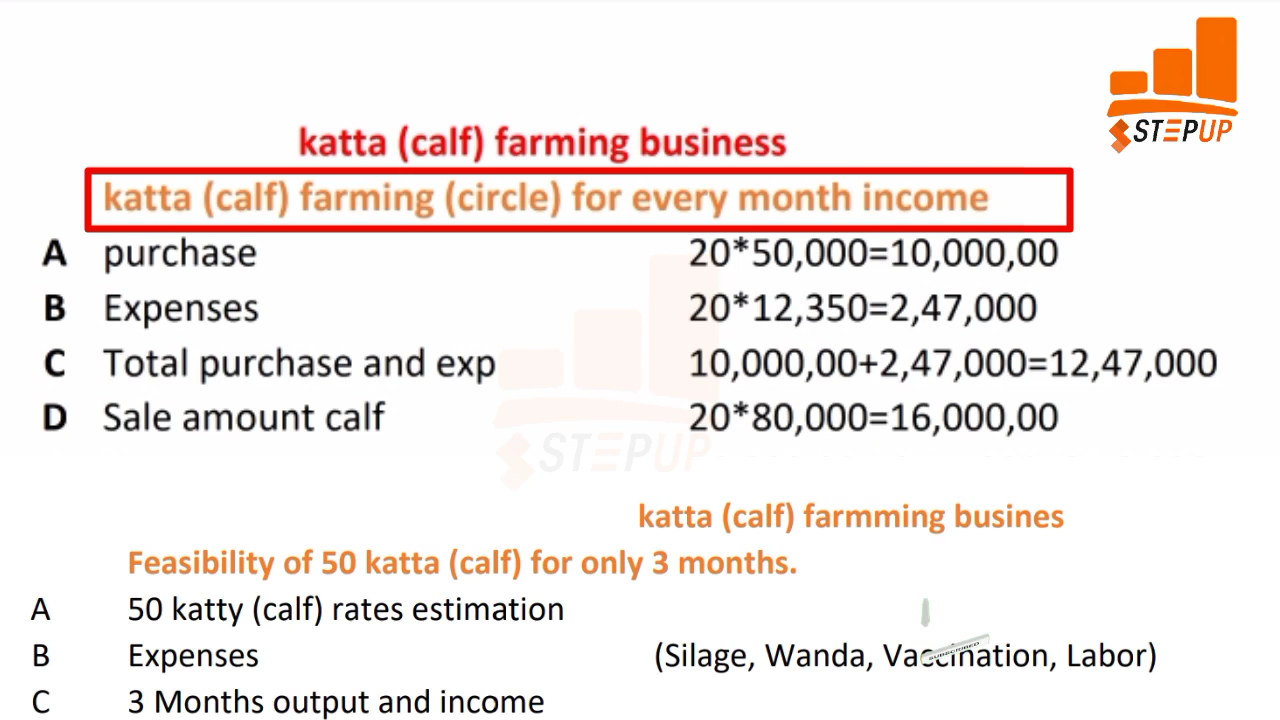 STEPUP
katta (calf) farming business
katta (calf) farming (circle) for every month income
A purchase 20*50,000=10,000,00
B Expenses 20*12,350=2,47,000
C Total purchase and exp 10,000,00+2,47,000=12,47,000
D Sale amount calf 20*80,000=16,000,00
STEPUP
katta (calf) farmming busines
Feasibility of 50 katta (calf) for only 3 months.
A 50 katty (calf) rates estimation
B Expenses (Silage, Wanda, Vaccination, Labor)
SUBSCRIBED
C 3 Months output and income